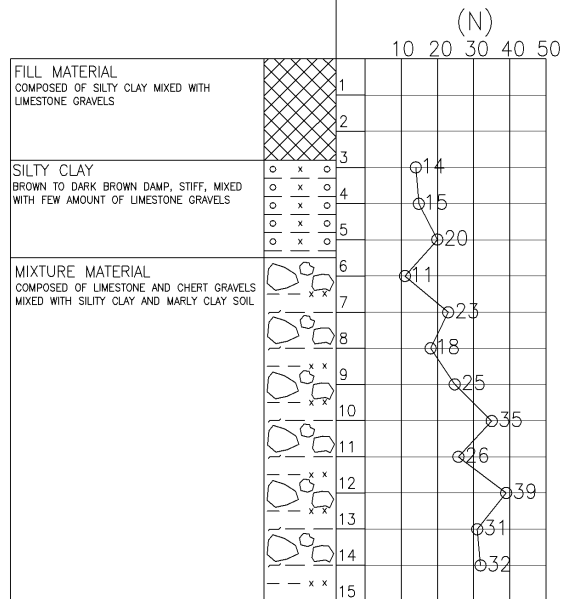 (N)
10 20 30 40 50
FILL MATERIAL
COMPOSED OF SILTY CLAY MIXED WITH
LIMESTONE GRAVELS
1
2
3
SILTY CLAY
BROWN TO DARK BROWN DAMP, STIFF, MIXED
WITH FEW AMOUNT OF LIMESTONE GRAVELS
14
4
15
5
20
MIXTURE MATERIAL
COMPOSED OF LIMESTONE AND CHERT GRAVELS
MIXED WITH SILITY CLAY AND MARLY CLAY SOIL
6
11
7
23
8
18
9
25
10
35
11
26
12
39
13
31
14
32
15